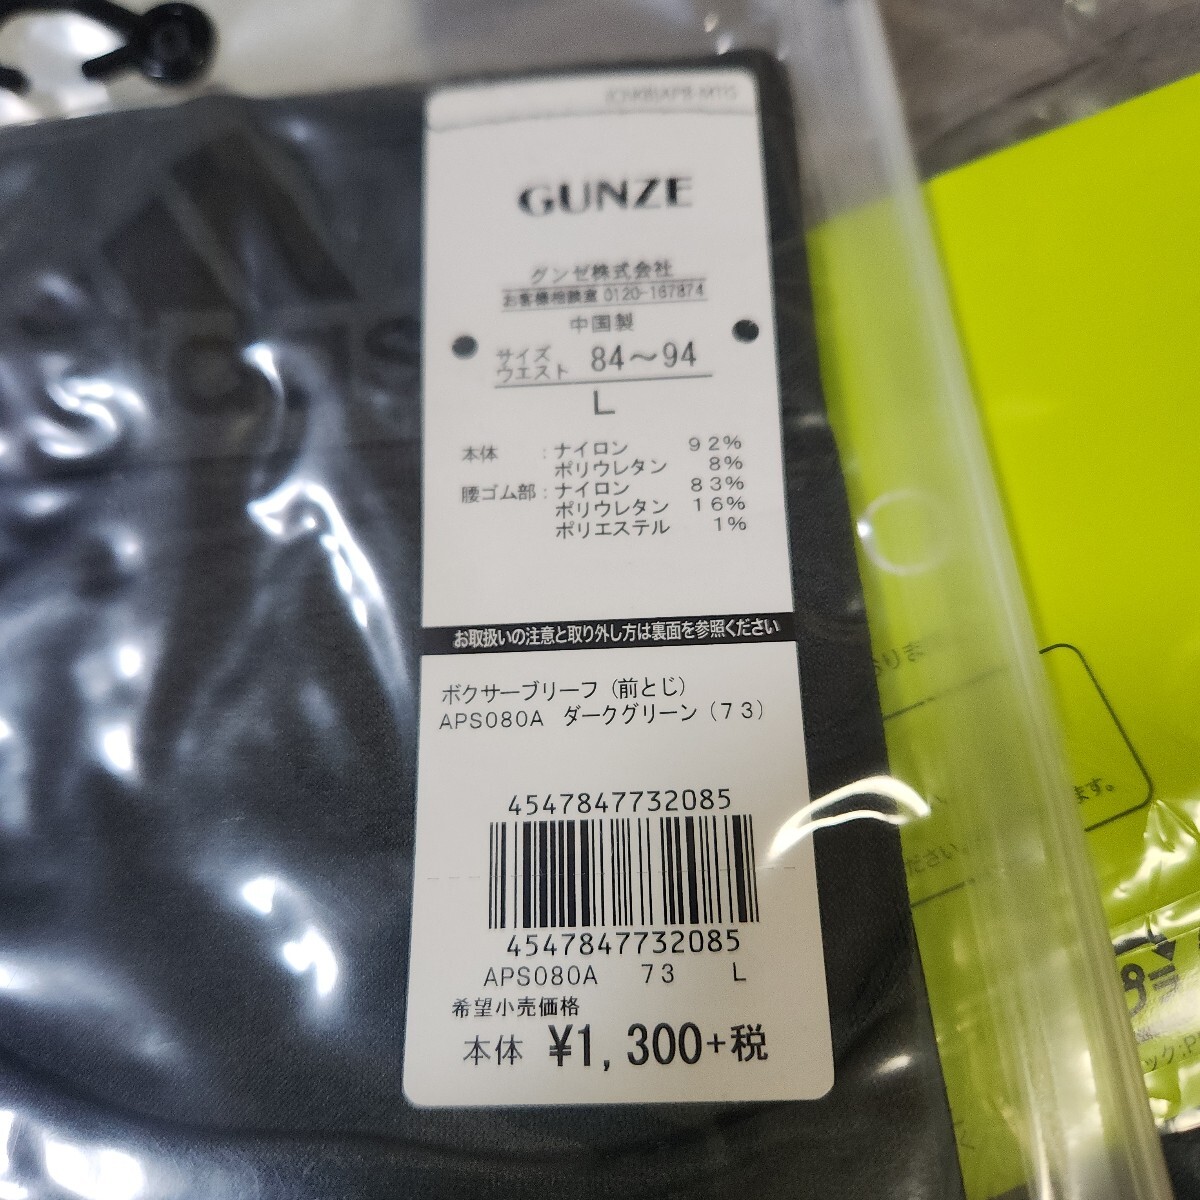 GUNZE
グンゼ株式会社
お客様相談室 0120-167874
中国製
サイズ
ウエスト 84～94
L
本体 : ナイロン 92%
ポリウレタン 8%
腰ゴム部 : ナイロン 83%
ポリウレタン 16%
ポリエステル 1%
お取扱いの注意と取り外し方は裏面を参照ください
ボクサーブリーフ（前とじ）
APS080A ダークグリーン（73）
4547847732085
4547847732085
APS080A 73 L
希望小売価格
本体 ¥1,300+税
ます。
ください。